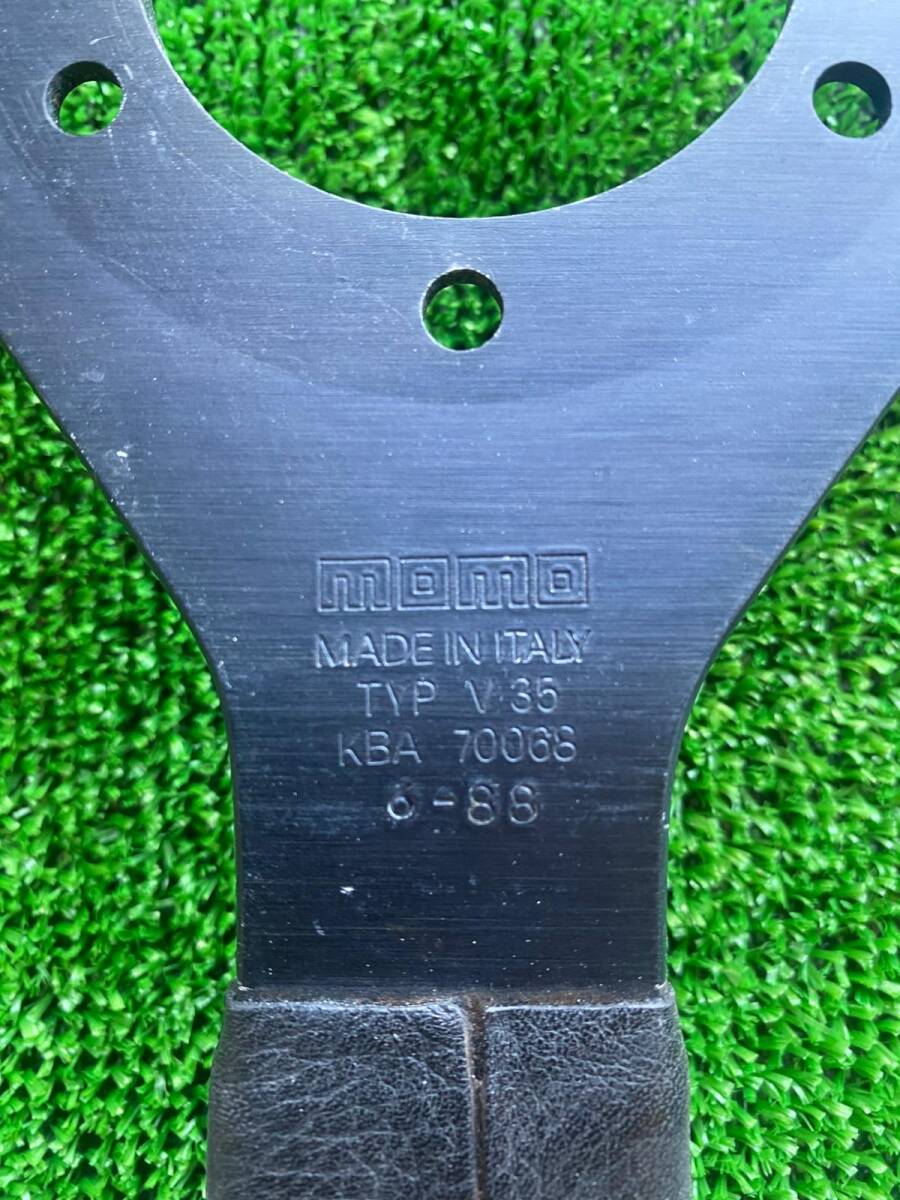 momo
MADE IN ITALY
TYP V 35
KBA 70068
6-88